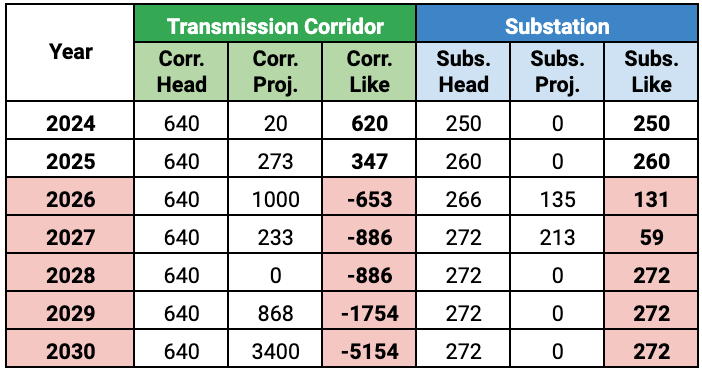 Year Transmission Corridor Substation
Corr. Head Corr. Proj. Corr. Like Subs. Head Subs. Proj. Subs. Like
2024 640 20 620 250 0 250
2025 640 273 347 260 0 260
2026 640 1000 -653 266 135 131
2027 640 233 -886 272 213 59
2028 640 0 -886 272 0 272
2029 640 868 -1754 272 0 272
2030 640 3400 -5154 272 0 272